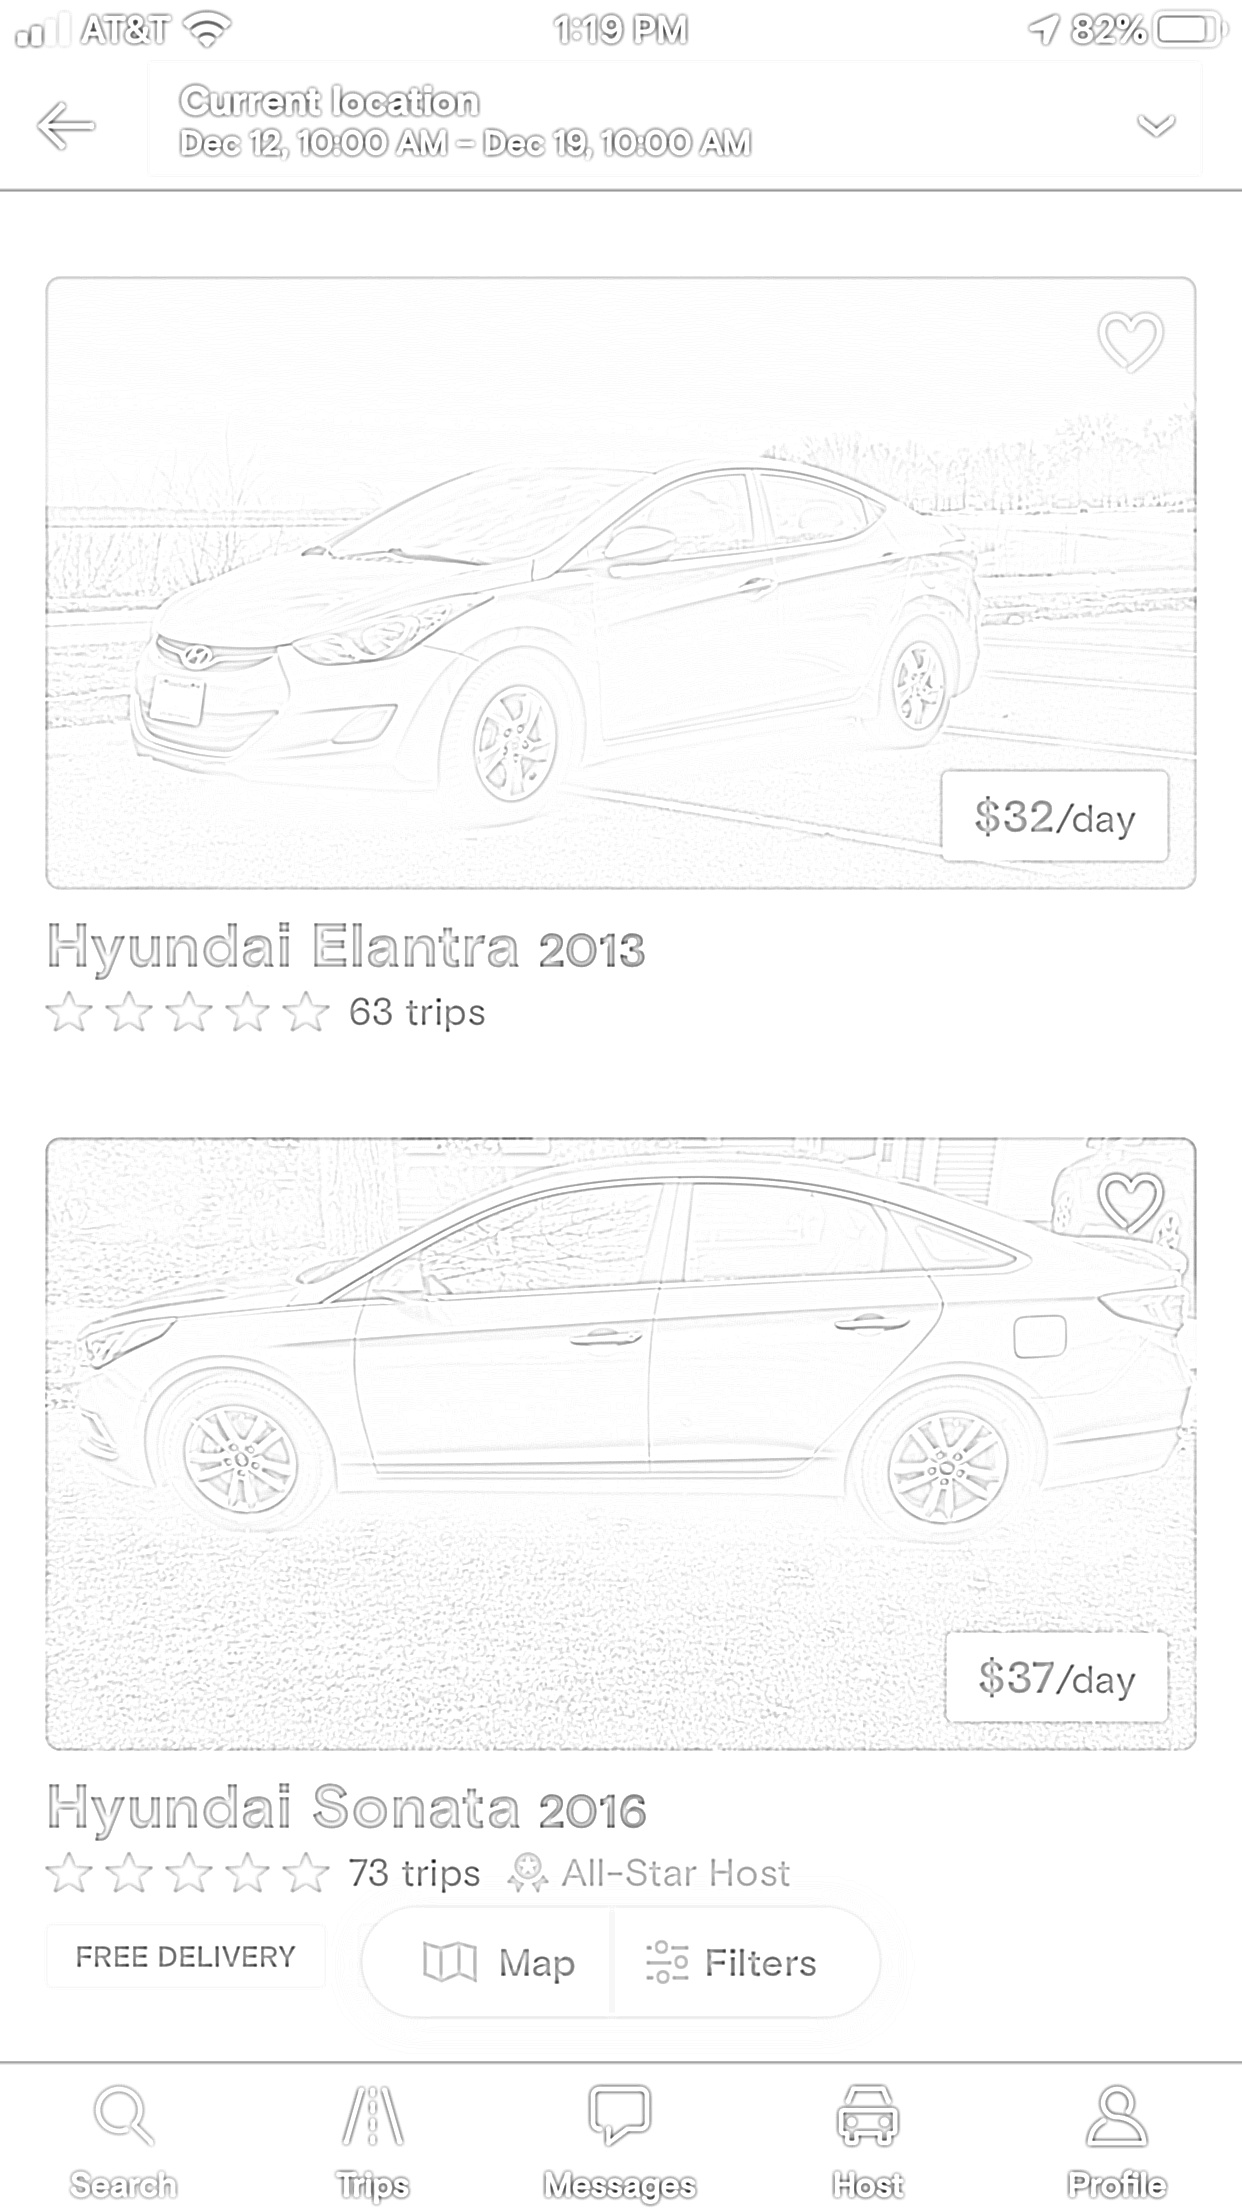 AT&T 1:19 PM 82%
Current location
Dec 12, 10:00 AM – Dec 19, 10:00 AM
$32/day
Hyundai Elantra 2013
63 trips
$37/day
Hyundai Sonata 2016
73 trips All-Star Host
FREE DELIVERY
Map Filters
Search Trips Messages Host Profile